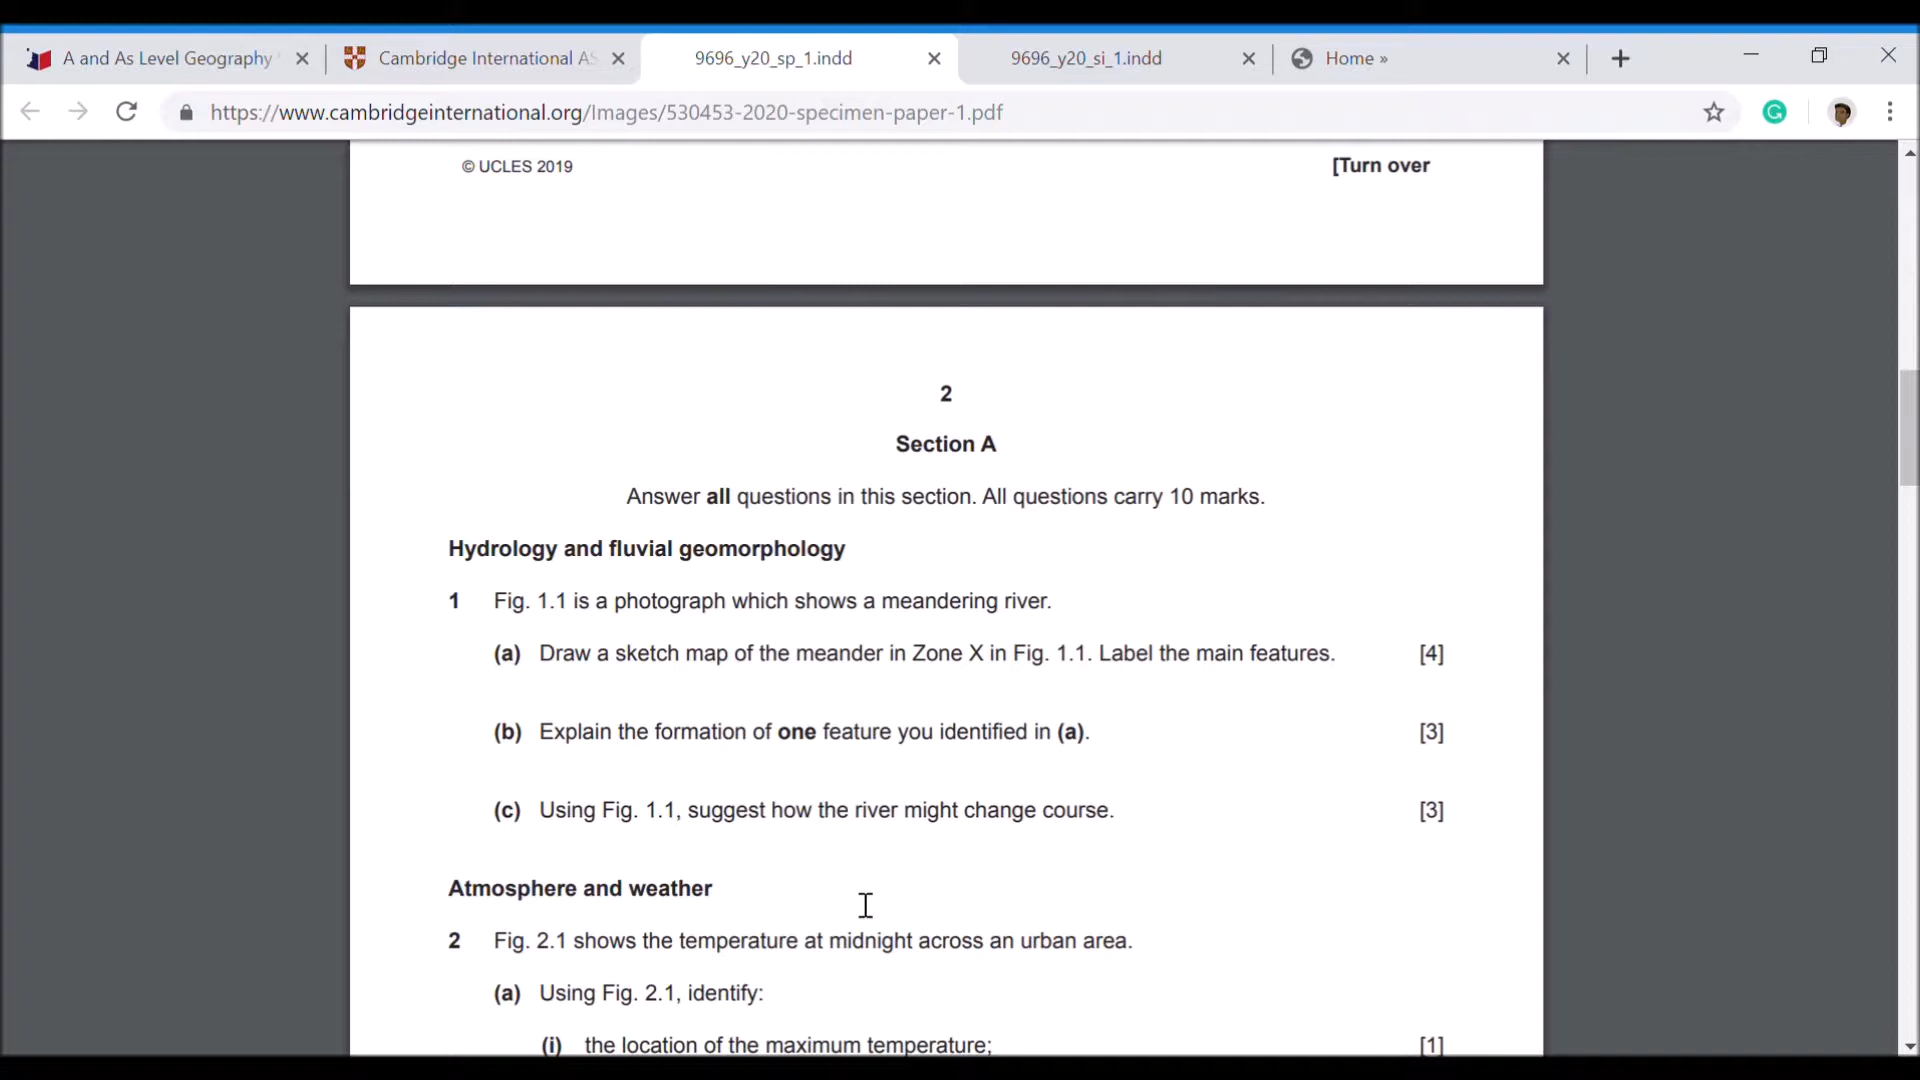 A and As Level Geography
Cambridge International AS
9696_y20_sp_1.indd
9696_y20_si_1.indd
Home »
https://www.cambridgeinternational.org/Images/530453-2020-specimen-paper-1.pdf
© UCLES 2019 [Turn over
2
Section A
Answer all questions in this section. All questions carry 10 marks.
Hydrology and fluvial geomorphology
1 Fig. 1.1 is a photograph which shows a meandering river.
(a) Draw a sketch map of the meander in Zone X in Fig. 1.1. Label the main features. [4]
(b) Explain the formation of one feature you identified in (a). [3]
(c) Using Fig. 1.1, suggest how the river might change course. [3]
Atmosphere and weather
2 Fig. 2.1 shows the temperature at midnight across an urban area.
(a) Using Fig. 2.1, identify:
(i) the location of the maximum temperature; [1]